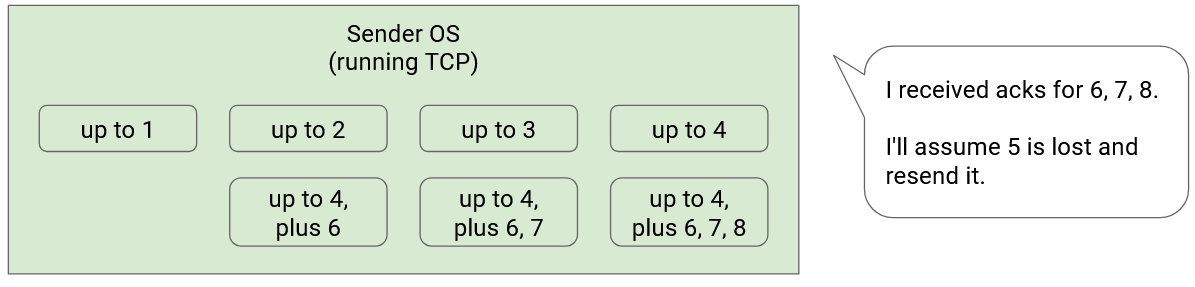 Sender OS
(running TCP)
up to 1
up to 2
up to 3
up to 4
up to 4,
plus 6
up to 4,
plus 6, 7
up to 4,
plus 6, 7, 8
I received acks for 6, 7, 8.
I'll assume 5 is lost and
resend it.